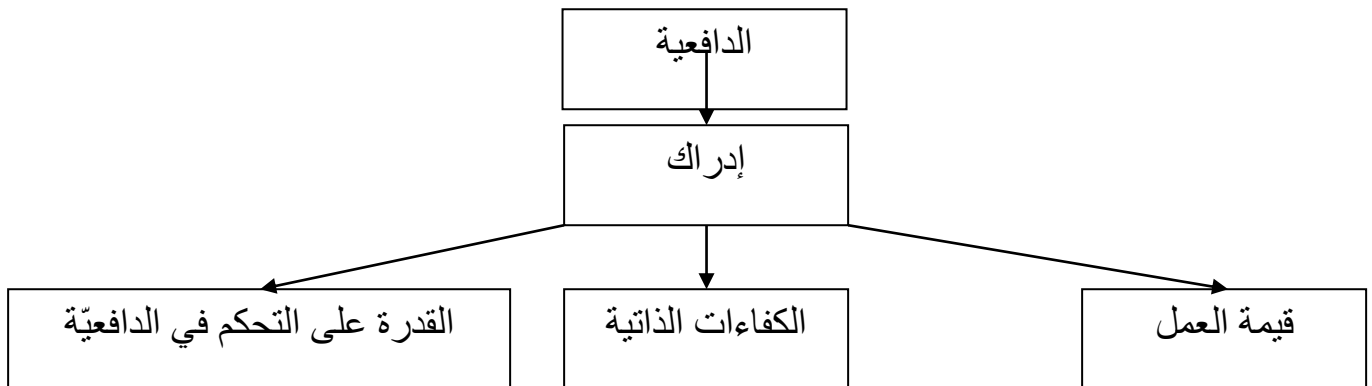 الدافعية
إدراك
قيمة العمل
الكفاءات الذاتية
القدرة على التحكم في الدافعيّة